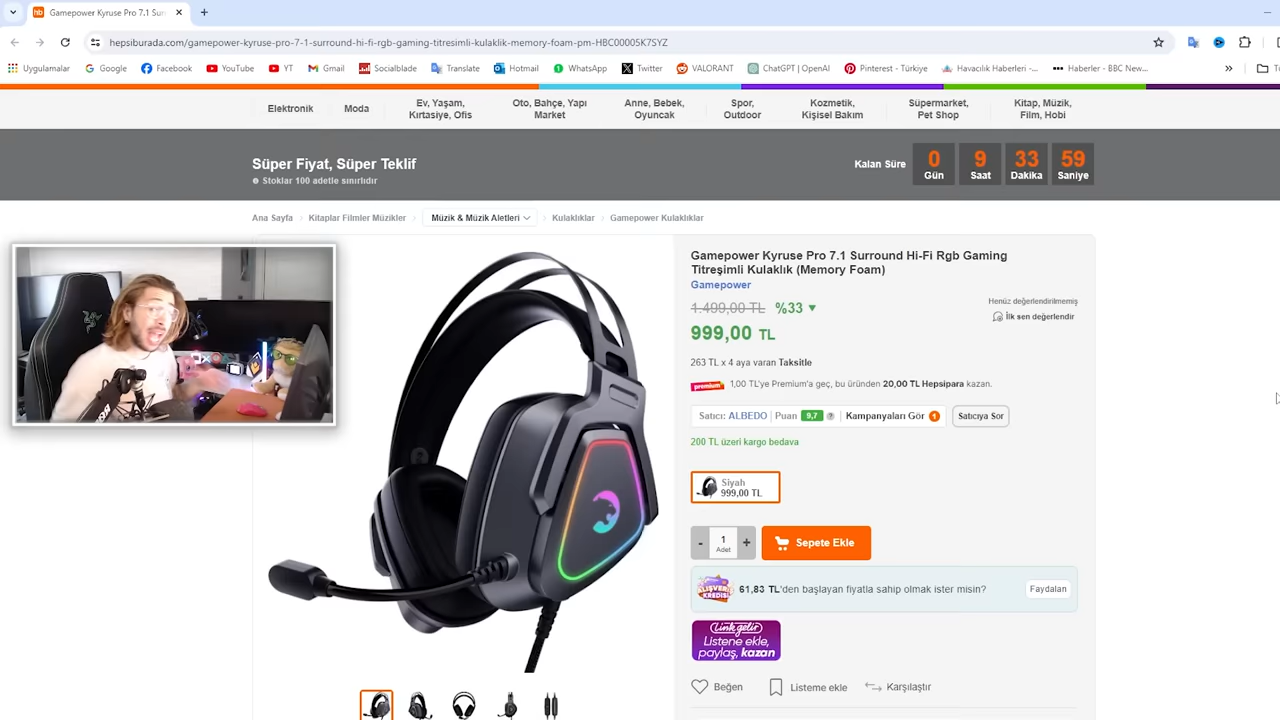 Gamepower Kyruse Pro 7.1 Surr
hepsiburada.com/gamepower-kyruse-pro-7-1-surround-hi-fi-rgb-gaming-titresimli-kulaklik-memory-foam-pm-HBC00005K7SYZ
Uygulamalar Google Facebook YouTube YT Gmail Socialblade Translate Hotmail WhatsApp Twitter VALORANT ChatGPT | OpenAI Pinterest - Türkiye Havacılık Haberleri -... Haberler - BBC New... »
Elektronik
Moda
Ev, Yaşam,
Kırtasiye, Ofis
Oto, Bahçe, Yapı
Market
Anne, Bebek,
Oyuncak
Spor,
Outdoor
Kozmetik,
Kişisel Bakım
Süpermarket,
Pet Shop
Kitap, Müzik,
Film, Hobi
Süper Fiyat, Süper Teklif
Stoklar 100 adetle sınırlıdır
Kalan Süre
0 Gün
9 Saat
33 Dakika
59 Saniye
Ana Sayfa › Kitaplar Filmler Müzikler › Müzik & Müzik Aletleri › Kulaklıklar › Gamepower Kulaklıklar
Gamepower Kyruse Pro 7.1 Surround Hi-Fi Rgb Gaming
Titreşimli Kulaklık (Memory Foam)
Gamepower
1.499,00 TL %33
Henüz değerlendirilmemiş
İlk sen değerlendir
999,00 TL
263 TL x 4 aya varan Taksitle
premium 1,00 TL'ye Premium'a geç, bu üründen 20,00 TL Hepsipara kazan.
Satıcı: ALBEDO | Puan 9,7 ? | Kampanyaları Gör 1
Satıcıya Sor
200 TL üzeri kargo bedava
Siyah
999,00 TL
- 1 +
Adet
Sepete Ekle
ALIŞVERİŞ
KREDİSİ
61,83 TL'den başlayan fiyatla sahip olmak ister misin?
Faydalan
Link gelir
Listene ekle,
paylaş, kazan
Beğen
Listeme ekle
Karşılaştır